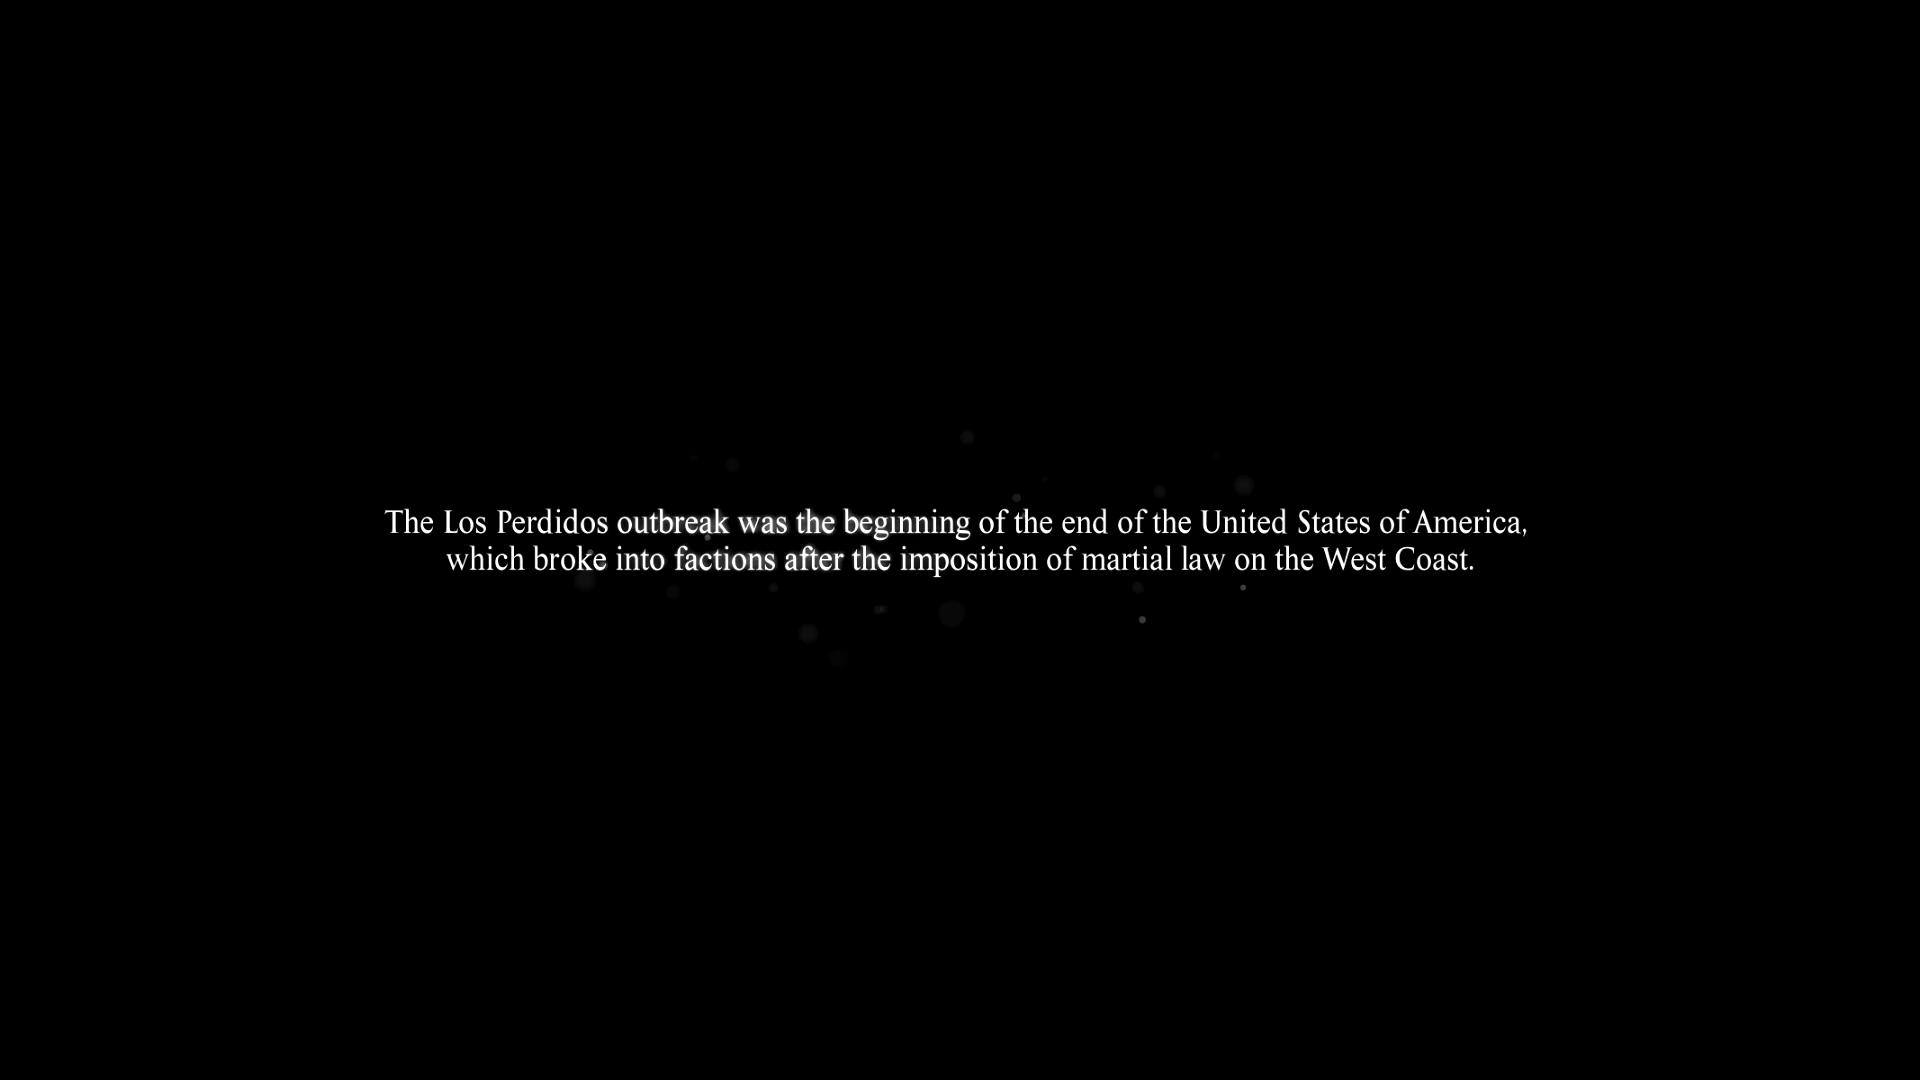 The Los Perdidos outbreak was the beginning of the end of the United States of America,
which broke into factions after the imposition of martial law on the West Coast.